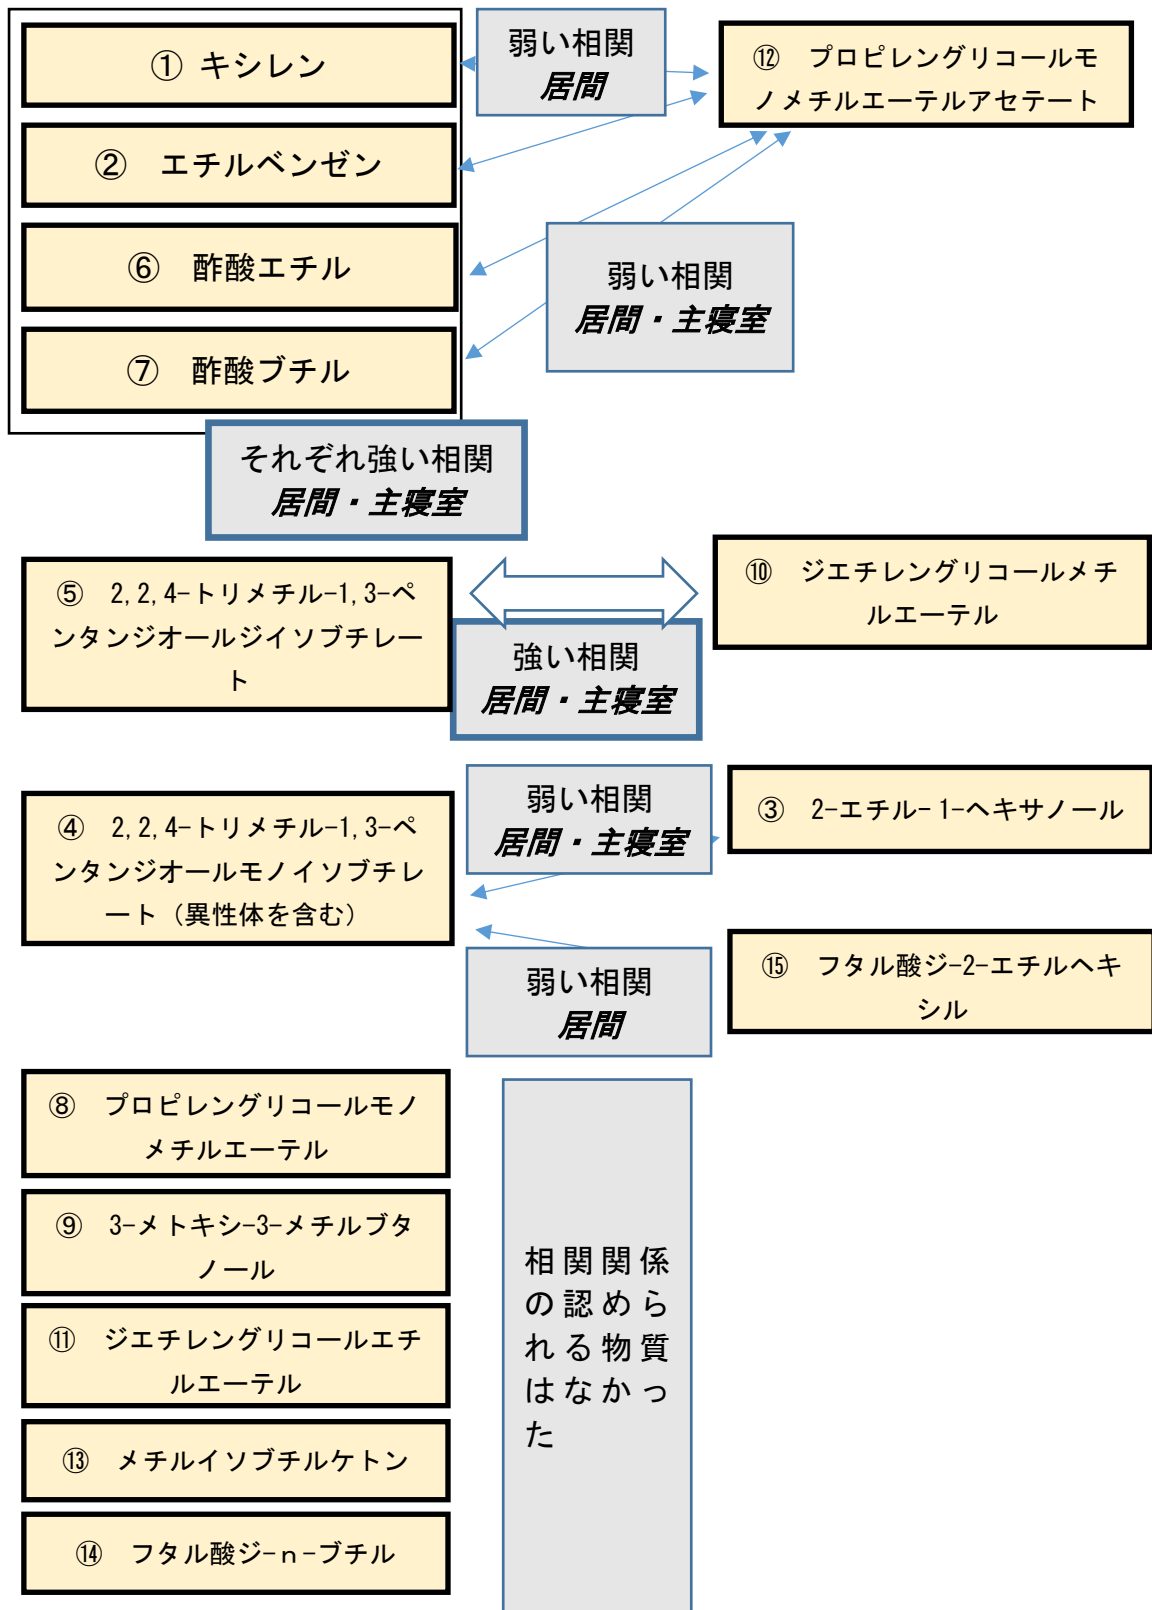 ① キシレン
② エチルベンゼン
⑥ 酢酸エチル
⑦ 酢酸ブチル
弱い相関
居間
⑫ プロピレングリコールモ
ノメチルエーテルアセテート
弱い相関
居間・主寝室
それぞれ強い相関
居間・主寝室
⑤ 2,2,4-トリメチル-1,3-ペ
ンタンジオールジイソブチレー
ト
強い相関
居間・主寝室
⑩ ジエチレングリコールメチ
ルエーテル
④ 2,2,4-トリメチル-1,3-ペ
ンタンジオールモノイソブチレ
ート（異性体を含む）
弱い相関
居間・主寝室
③ 2-エチル-1-ヘキサノール
弱い相関
居間
⑮ フタル酸ジ-2-エチルヘキ
シル
⑧ プロピレングリコールモノ
メチルエーテル
⑨ 3-メトキシ-3-メチルブタ
ノール
⑪ ジエチレングリコールエチ
ルエーテル
⑬ メチルイソブチルケトン
⑭ フタル酸ジ-ｎ-ブチル
相関関係
の認めら
れる物質
はなかっ
た